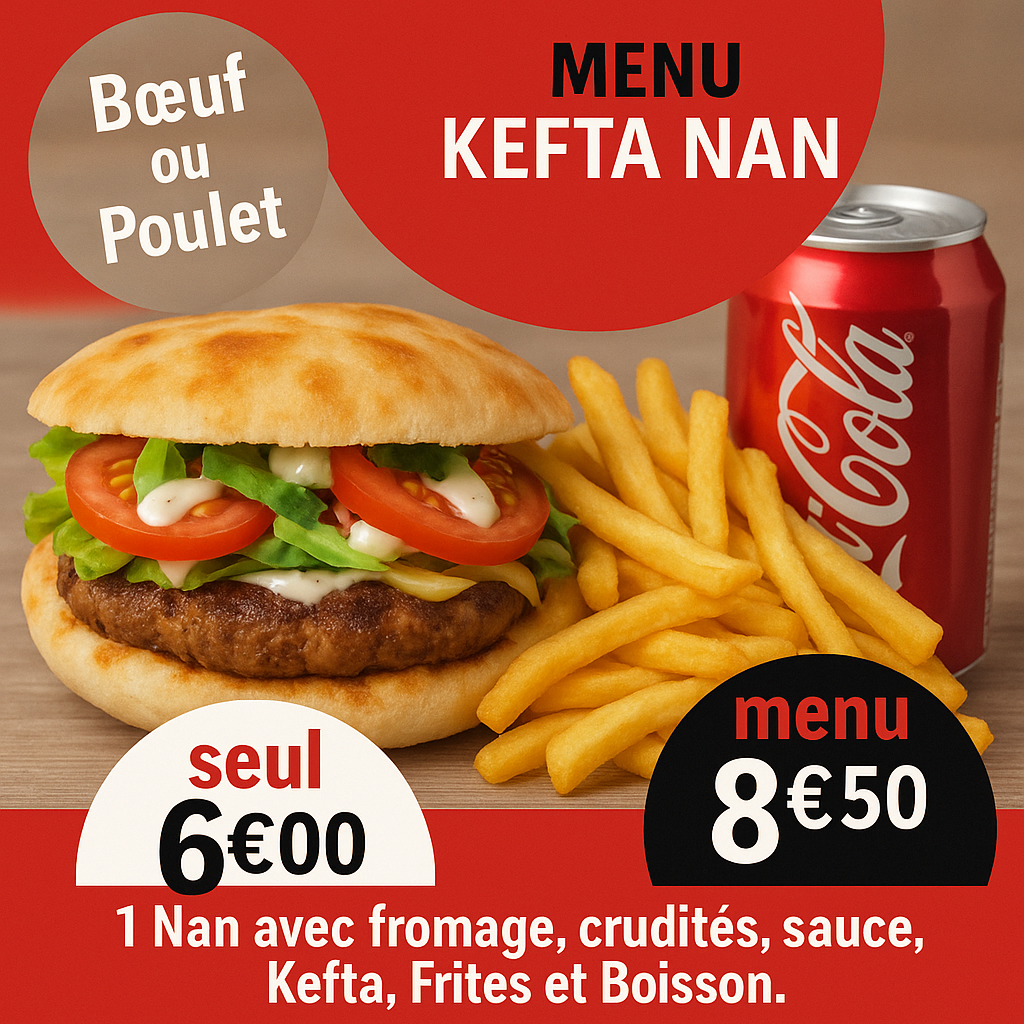 Bœuf
ou
Poulet
MENU
KEFTA NAN
Cola
seul
6€00
menu
8€50
1 Nan avec fromage, crudités, sauce,
Kefta, Frites et Boisson.